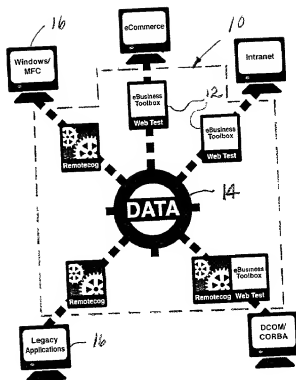 16
eCommerce
10
Windows/
MFC
Intranet
eBusiness
Toolbox
Web Test
12
eBusiness
Toolbox
Web Test
Remotecog
DATA
14
Remotecog
Remotecog
eBusiness
Toolbox
Web Test
Legacy
Applications
16
DCOM/
CORBA